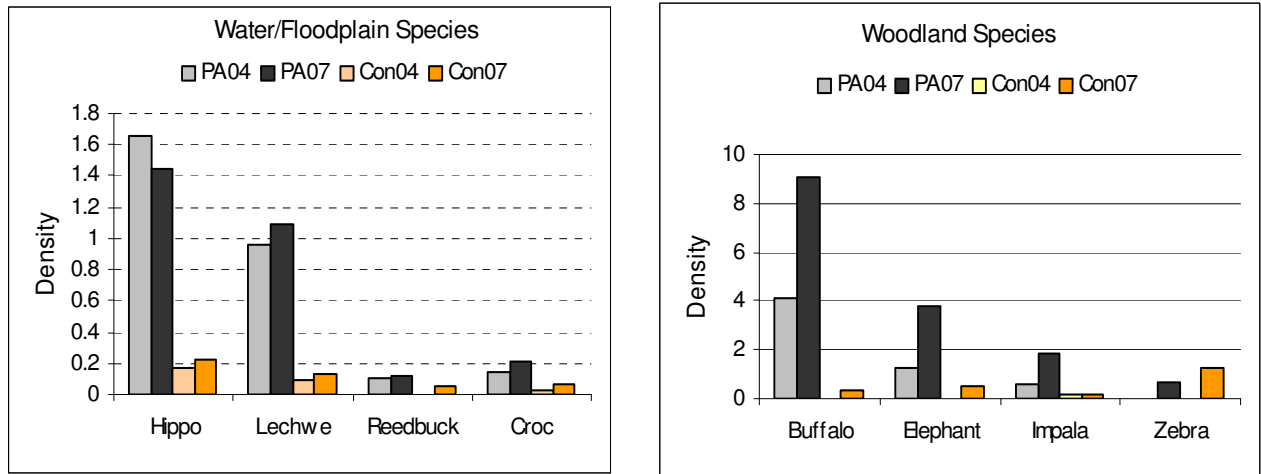 Water/Floodplain Species
PA04 PA07 Con04 Con07
1.8
1.6
1.4
1.2
1
0.8
0.6
0.4
0.2
0
Density
Hippo Lechwe Reedbuck Croc
Woodland Species
PA04 PA07 Con04 Con07
10
8
6
4
2
0
Density
Buffalo Elephant Impala Zebra